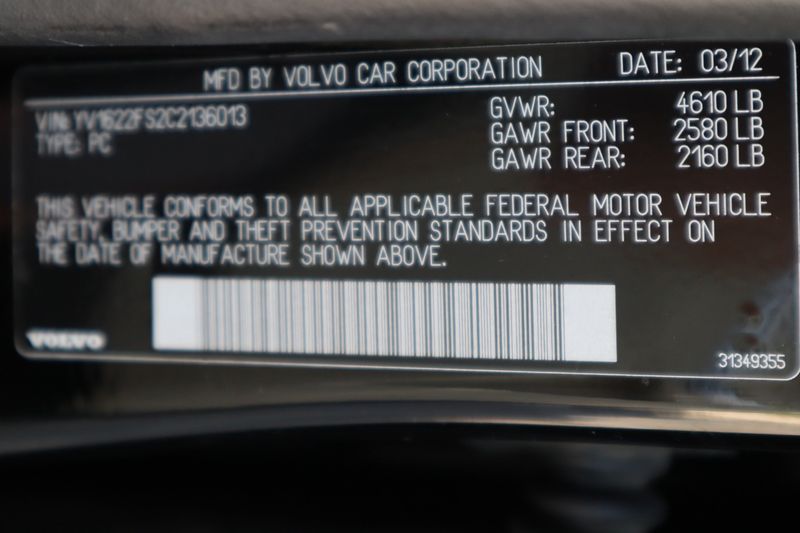 MFD BY VOLVO CAR CORPORATION DATE: 03/12
VIN: YV1622FS2C2136013 GVWR: 4610 LB
TYPE: PC GAWR FRONT: 2580 LB
GAWR REAR: 2160 LB
THIS VEHICLE CONFORMS TO ALL APPLICABLE FEDERAL MOTOR VEHICLE
SAFETY, BUMPER AND THEFT PREVENTION STANDARDS IN EFFECT ON
THE DATE OF MANUFACTURE SHOWN ABOVE.
VOLVO
31349355